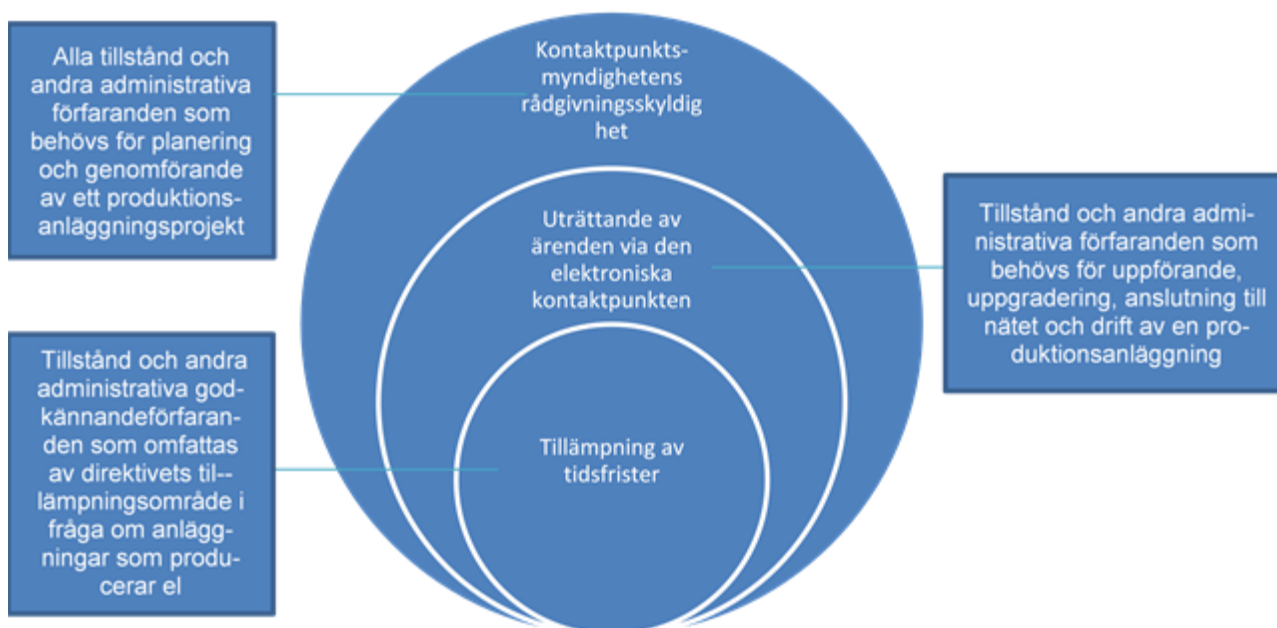 Alla tillstånd och
andra administrativa
förfaranden som
behövs för planering
och genomförande
av ett produktions-
anläggningsprojekt
Kontaktpunkts-
myndighetens
rådgivningsskyldig
het
Uträttande av
ärenden via den
elektroniska
kontaktpunkten
Tillstånd och andra admi-
nistrativa förfaranden som
behövs för uppförande,
uppgradering, anslutning till
nätet och drift av en pro-
duktionsanläggning
Tillstånd och andra
administrativa god-
kännandeförfaran-
den som omfattas
av direktivets til--
lämpningsområde i
fråga om anlägg-
ningar som produ-
cerar el
Tillämpning av
tidsfrister